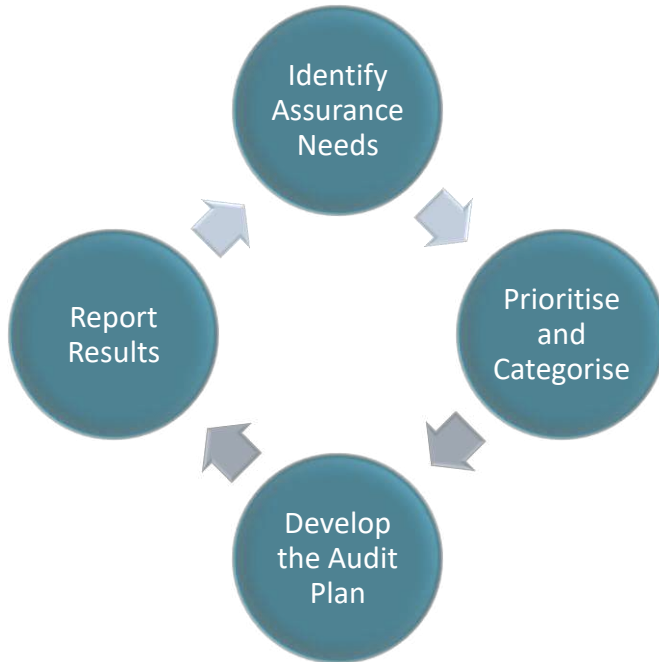 Identify
Assurance
Needs
Prioritise
and
Categorise
Develop
the Audit
Plan
Report
Results